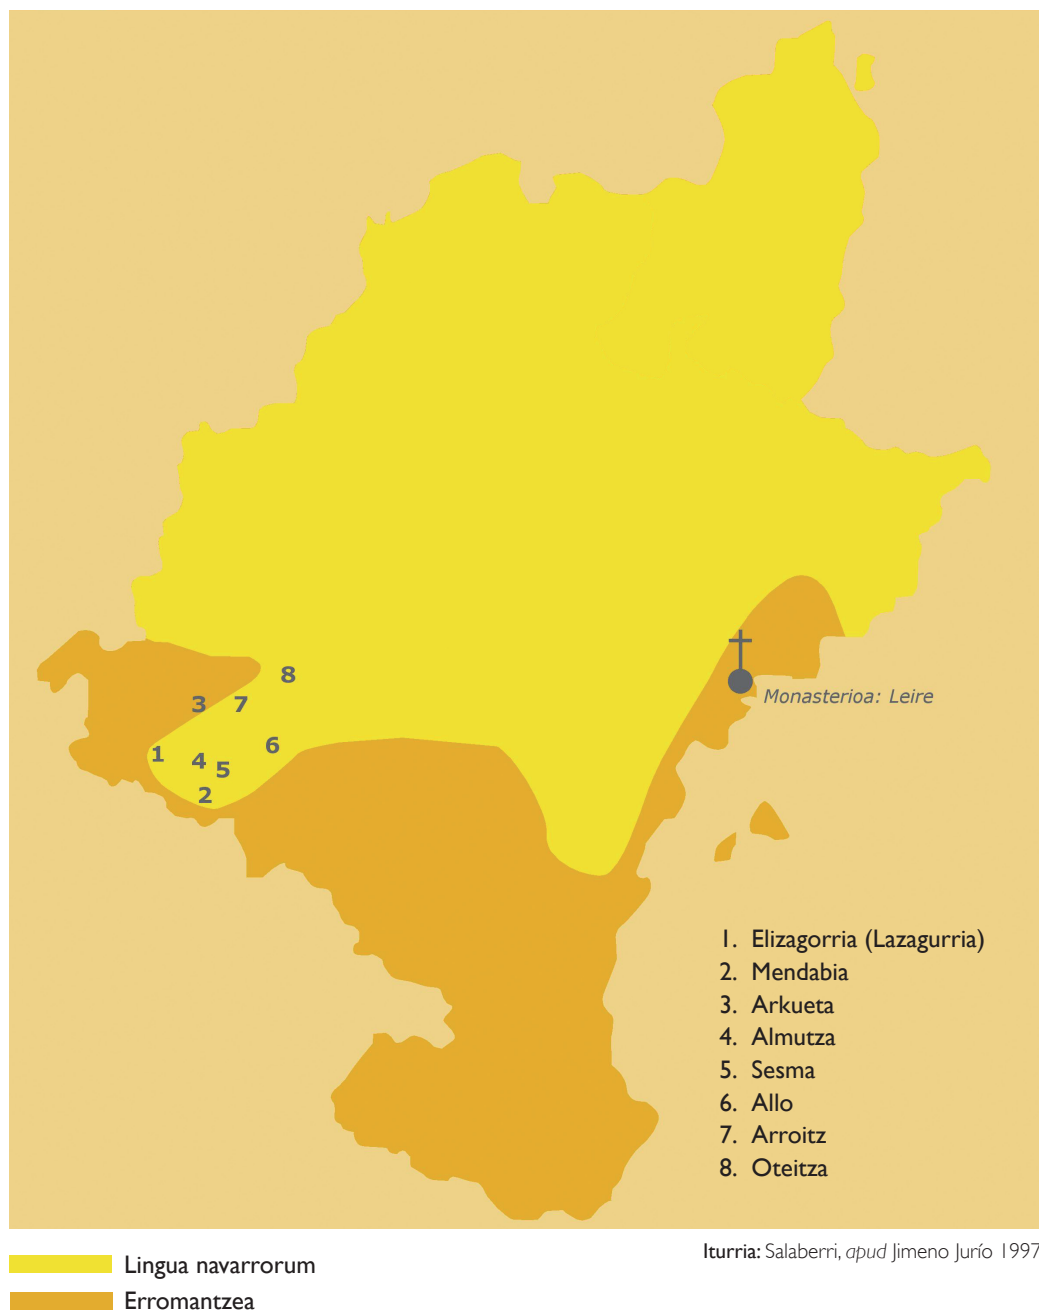 8
3
7
6
1
4
5
2
Monasterioa: Leire
1. Elizagorria (Lazagurria)
2. Mendabia
3. Arkueta
4. Almutza
5. Sesma
6. Allo
7. Arroitz
8. Oteitza
Iturria: Salaberri, apud Jimeno Jurío 1997
Lingua navarrorum
Erromantzea